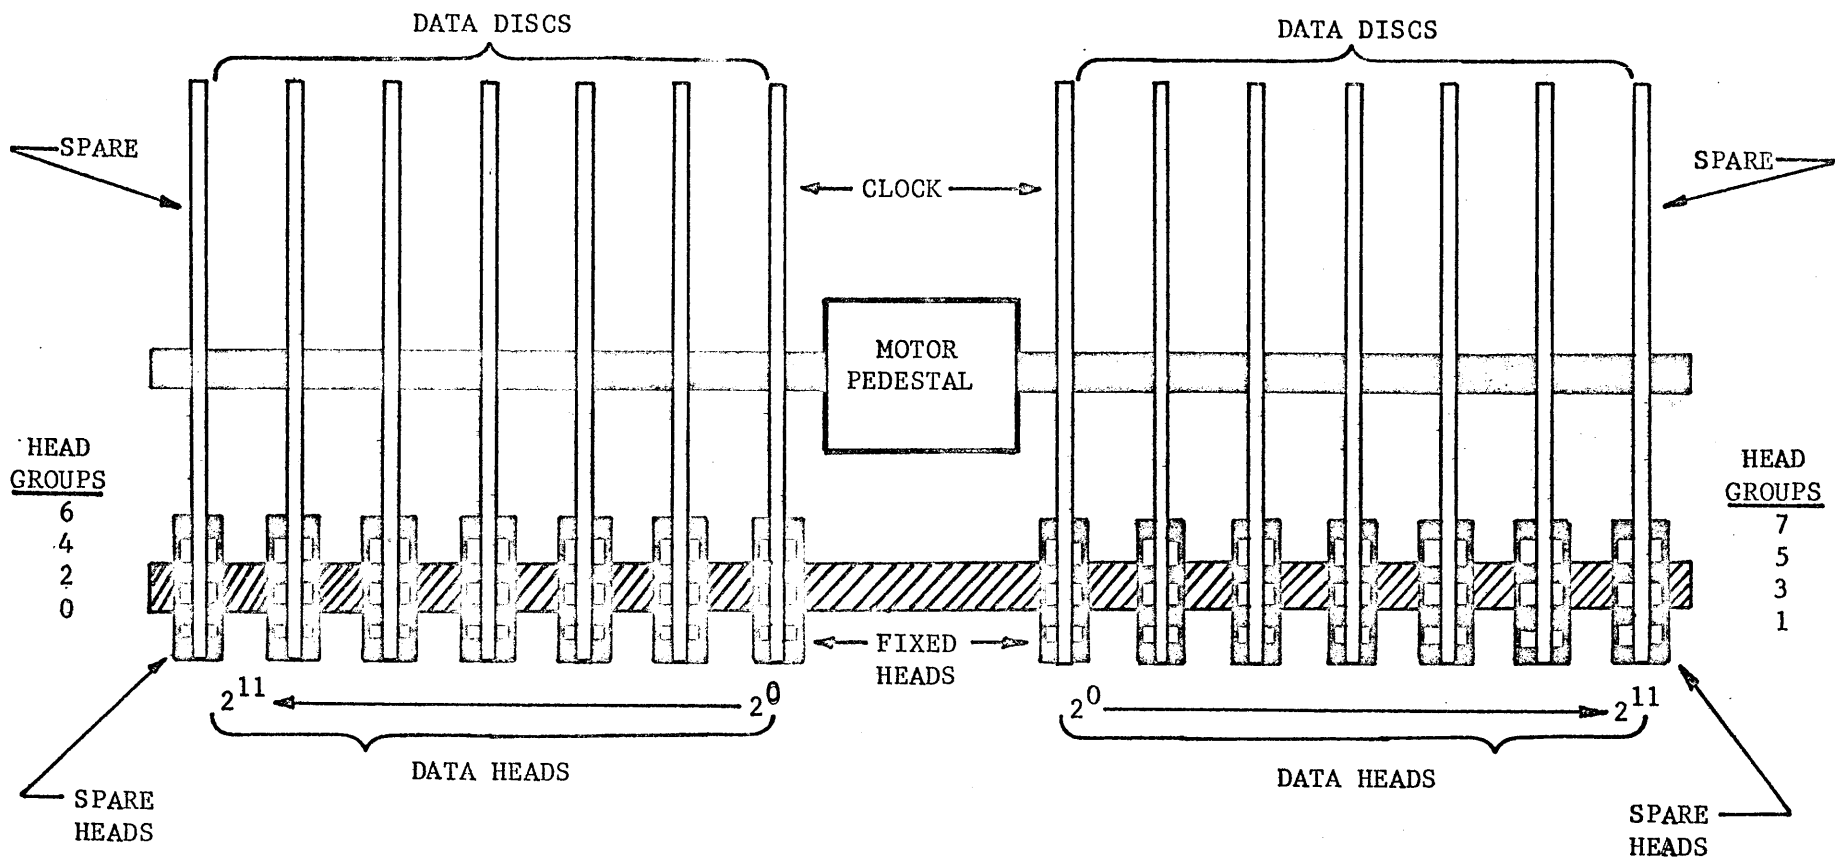 DATA DISCS
DATA DISCS
SPARE
CLOCK
SPARE
MOTOR
PEDESTAL
HEAD
GROUPS
6
4
2
0
HEAD
GROUPS
7
5
3
1
FIXED
HEADS
2^11
2^0
2^0
2^11
DATA HEADS
DATA HEADS
SPARE
HEADS
SPARE
HEADS